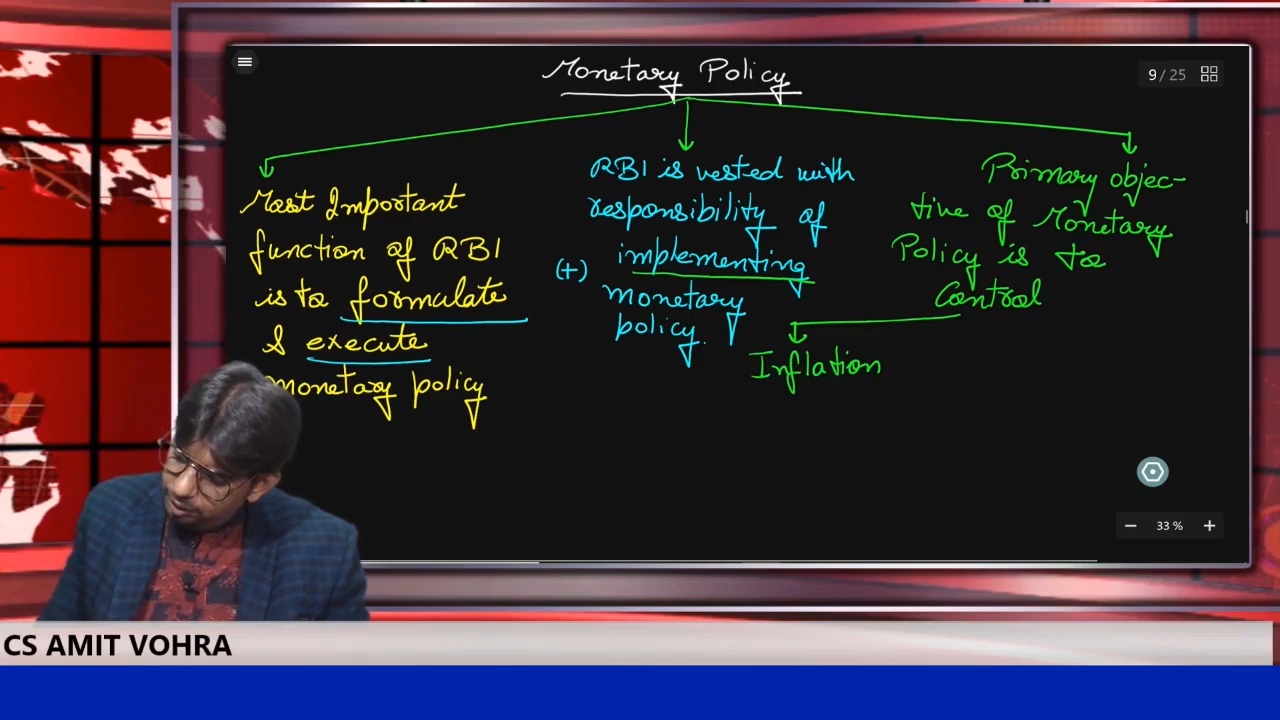 Monetary Policy
9 / 25
Most Important
function of RBI
is to formulate
& execute
monetary policy
RBI is vested with
responsibility of
implementing
(+)
monetary
policy.
Primary objec-
tive of Monetary
Policy is to
Control
Inflation
33 %
CS AMIT VOHRA